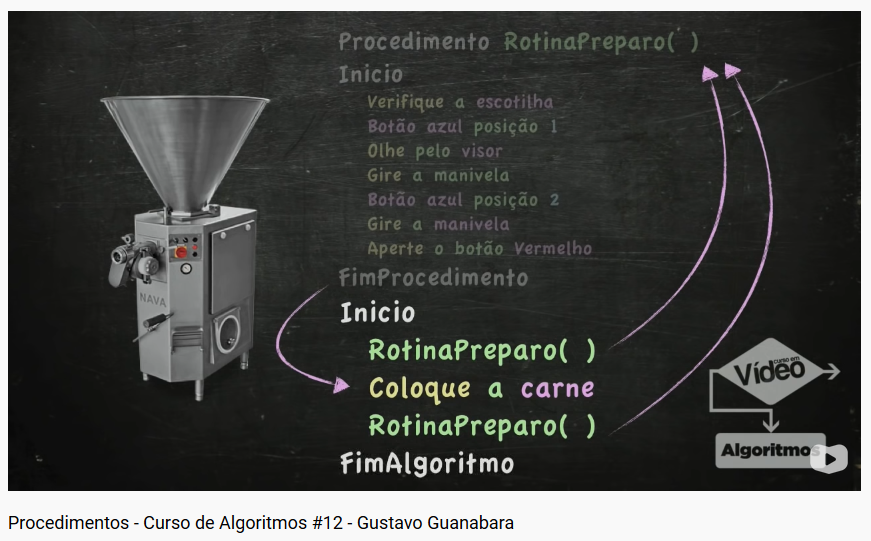 Procedimento RotinaPreparo( )
Inicio
Verifique a escotilha
Botão azul posição 1
Olhe pelo visor
Gire a manivela
Botão azul posição 2
Gire a manivela
Aperte o botão Vermelho
FimProcedimento
Inicio
RotinaPreparo( )
Coloque a carne
RotinaPreparo( )
FimAlgoritmo
NAVA
curso em
Vídeo
Algoritmos
Procedimentos - Curso de Algoritmos #12 - Gustavo Guanabara